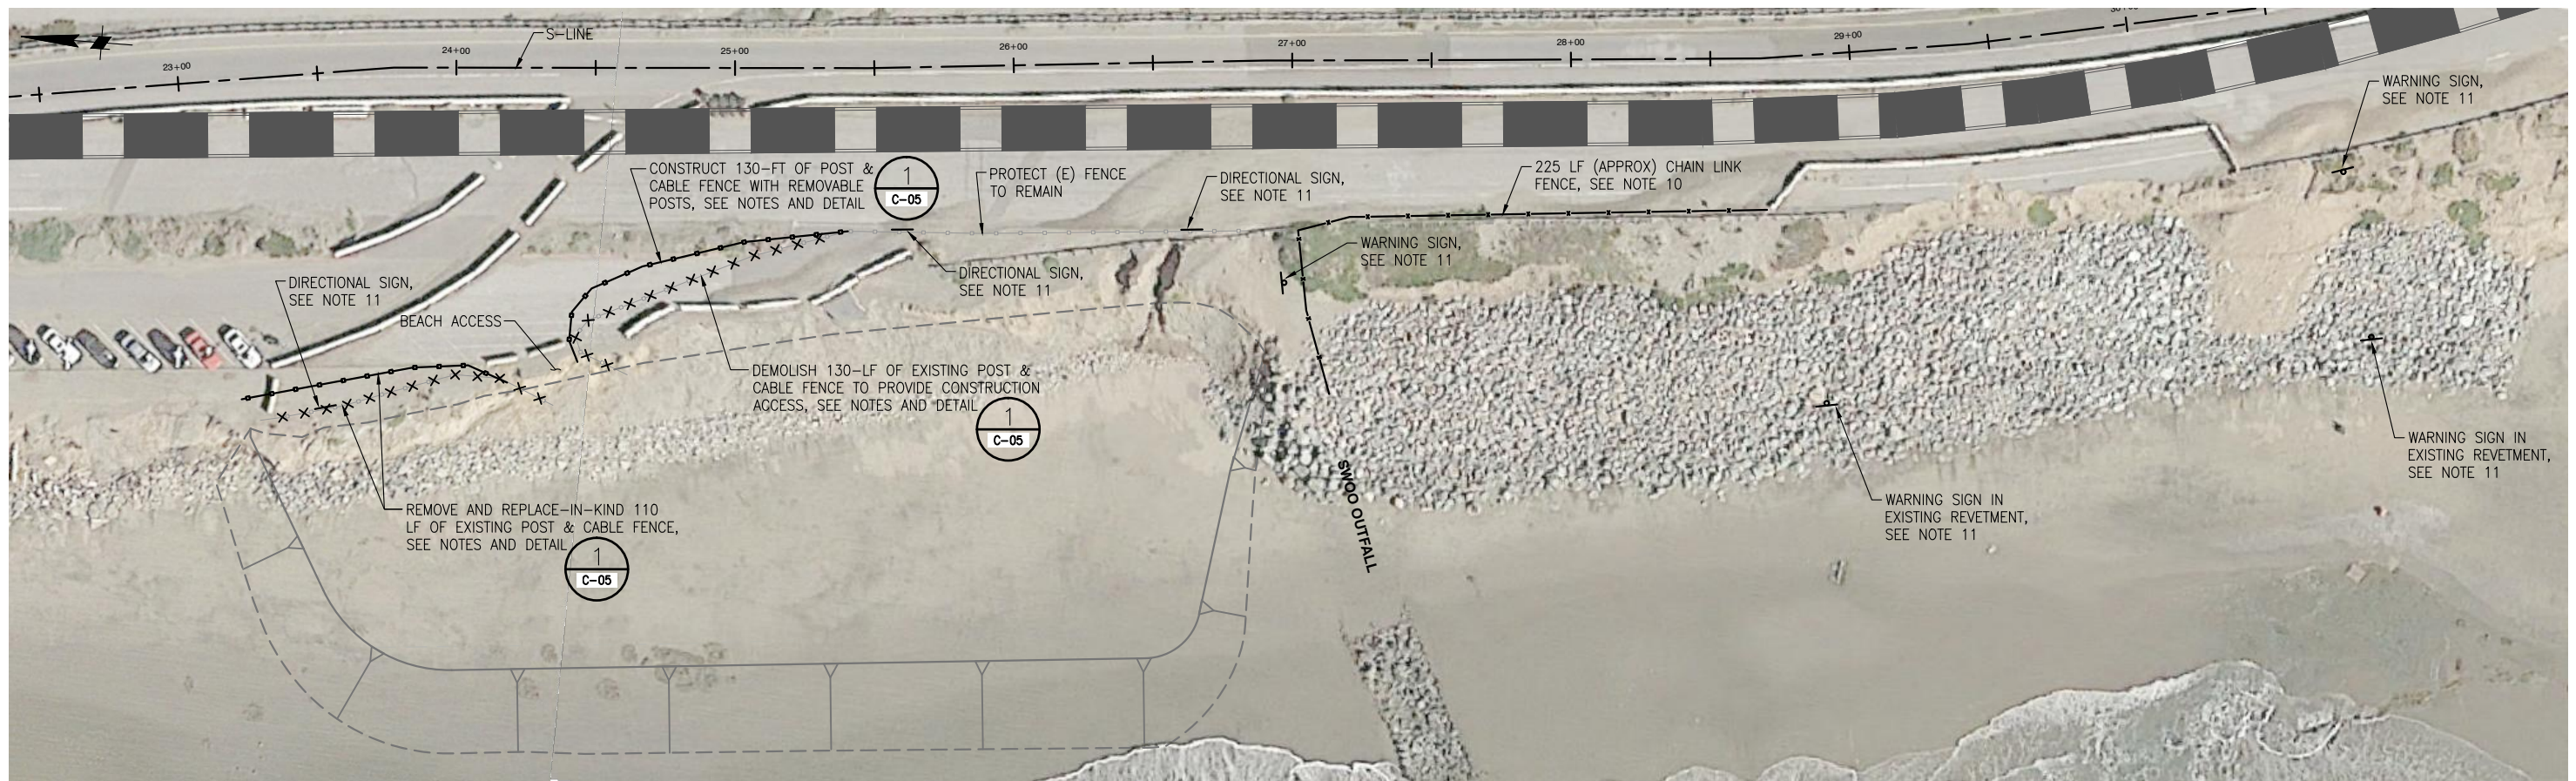 S-LINE
23+00
24+00
25+00
26+00
27+00
28+00
29+00
WARNING SIGN,
SEE NOTE 11
CONSTRUCT 130-FT OF POST &
CABLE FENCE WITH REMOVABLE
POSTS, SEE NOTES AND DETAIL
1
C-05
PROTECT (E) FENCE
TO REMAIN
DIRECTIONAL SIGN,
SEE NOTE 11
225 LF (APPROX) CHAIN LINK
FENCE, SEE NOTE 10
WARNING SIGN,
SEE NOTE 11
DIRECTIONAL SIGN,
SEE NOTE 11
DIRECTIONAL SIGN,
SEE NOTE 11
BEACH ACCESS
DEMOLISH 130-LF OF EXISTING POST &
CABLE FENCE TO PROVIDE CONSTRUCTION
ACCESS, SEE NOTES AND DETAIL
1
C-05
WARNING SIGN IN
EXISTING REVETMENT,
SEE NOTE 11
SWOO OUTFALL
WARNING SIGN IN
EXISTING REVETMENT,
SEE NOTE 11
REMOVE AND REPLACE-IN-KIND 110
LF OF EXISTING POST & CABLE FENCE,
SEE NOTES AND DETAIL
1
C-05